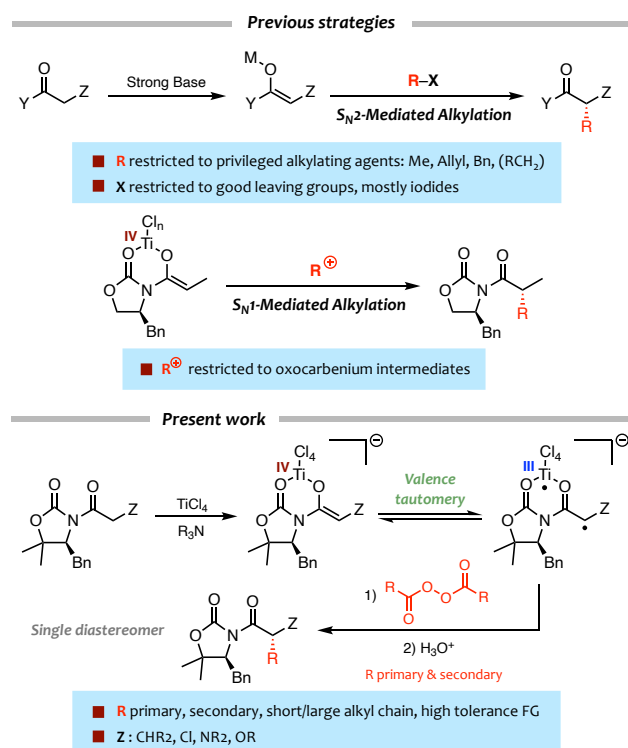 Previous strategies
O
Y
Z
Strong Base
M
O
Y
Z
R–X
SN2-Mediated Alkylation
O
Y
Z
R
R restricted to privileged alkylating agents: Me, Allyl, Bn, (RCH2)
X restricted to good leaving groups, mostly iodides
Cln
IV
Ti
O
O
O
N
Bn
R⊕
SN1-Mediated Alkylation
O
O
O
N
R
Bn
R⊕ restricted to oxocarbenium intermediates
Present work
O
O
O
N
Z
Bn
TiCl4
R3N
Cl4
⊖
IV
Ti
O
O
O
N
Z
Bn
Valence
tautomery
Cl4
⊖
III
Ti
O
O
O
N
Z
Bn
1)
R
O
O
O
O
R
2) H3O+
R primary & secondary
Single diastereomer
O
O
O
N
Z
R
Bn
R primary, secondary, short/large alkyl chain, high tolerance FG
Z : CHR2, Cl, NR2, OR